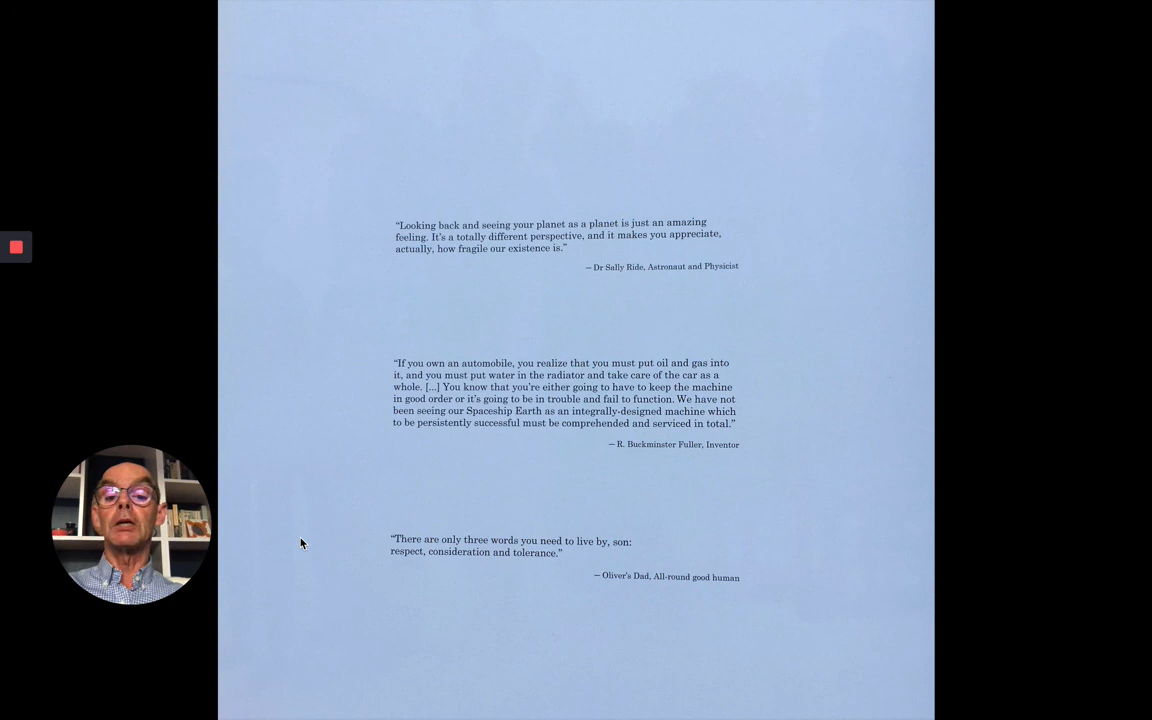 “Looking back and seeing your planet as a planet is just an amazing
feeling. It’s a totally different perspective, and it makes you appreciate,
actually, how fragile our existence is.”
— Dr Sally Ride, Astronaut and Physicist
“If you own an automobile, you realize that you must put oil and gas into
it, and you must put water in the radiator and take care of the car as a
whole. [...] You know that you’re either going to have to keep the machine
in good order or it’s going to be in trouble and fail to function. We have not
been seeing our Spaceship Earth as an integrally-designed machine which
to be persistently successful must be comprehended and serviced in total.”
— R. Buckminster Fuller, Inventor
“There are only three words you need to live by, son:
respect, consideration and tolerance.”
— Oliver’s Dad, All-round good human